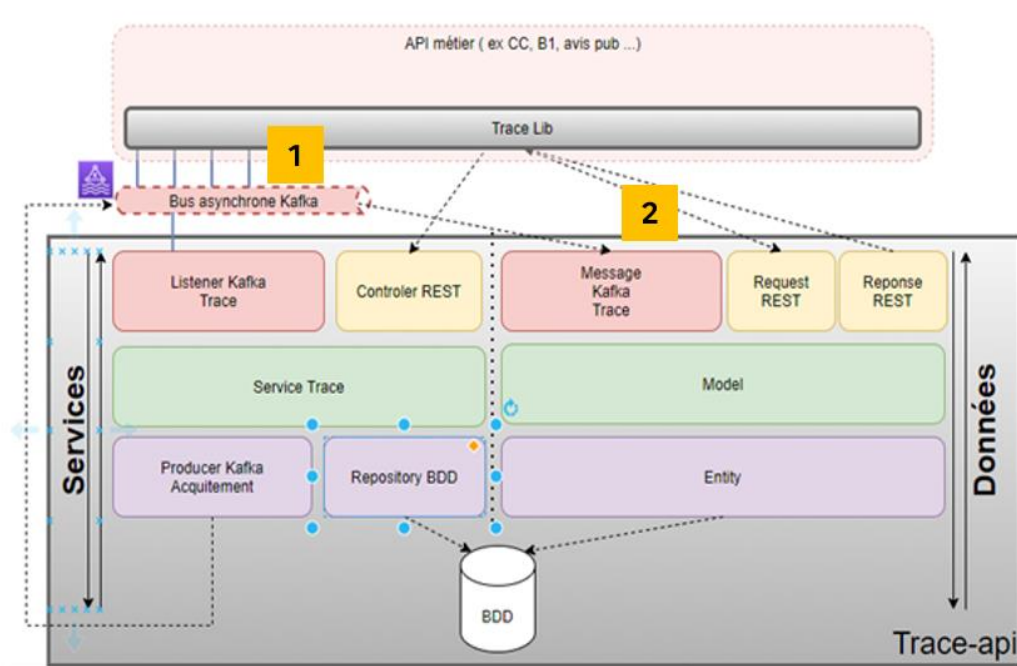 API métier ( ex CC, B1, avis pub ...)
Trace Lib
1
Bus asynchrone Kafka
2
Listener Kafka
Trace
Controler REST
Message
Kafka
Trace
Request
REST
Reponse
REST
Services
Service Trace
Model
Données
Producer Kafka
Acquitement
Repository BDD
Entity
BDD
Trace-api